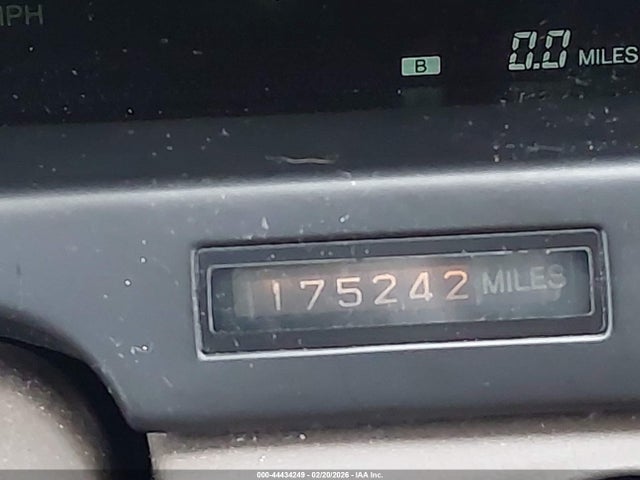 MPH
B
0.0 MILES
175242 MILES
000-44434249 - 02/20/2026 - IAA Inc.